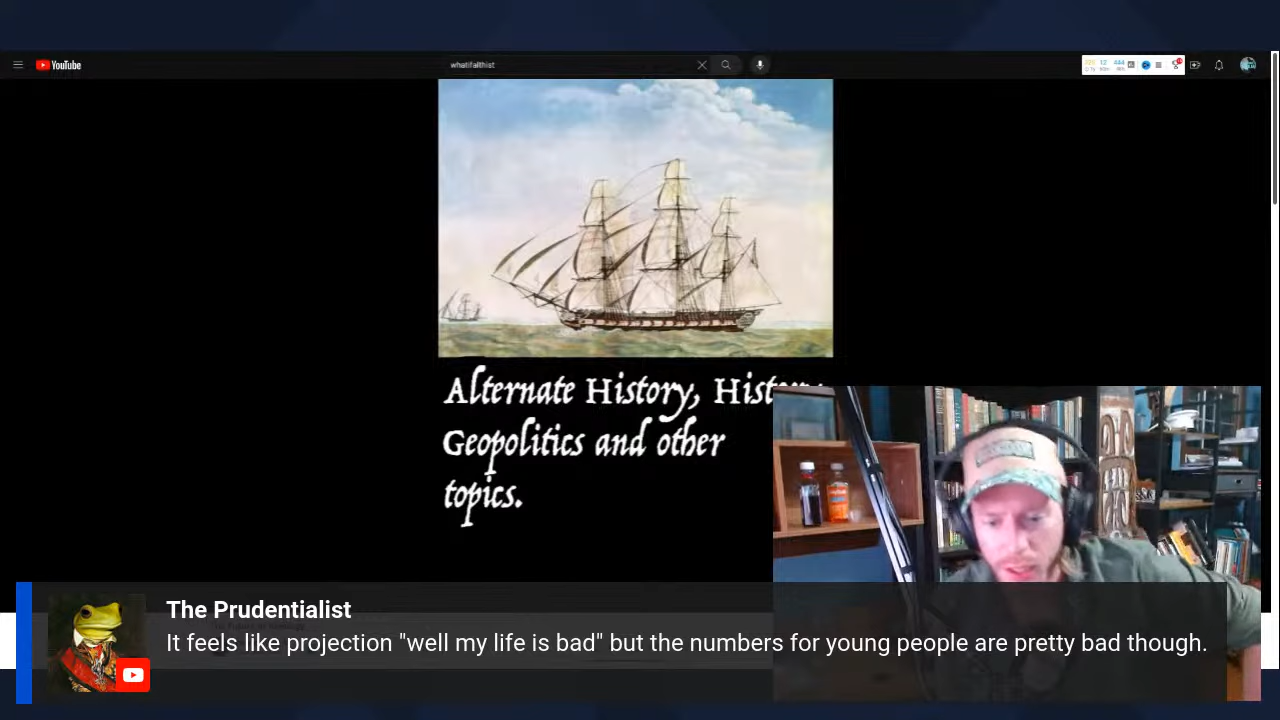 YouTube
whatifalthist
Alternate History, History,
Geopolitics and other
topics.
The Prudentialist
It feels like projection "well my life is bad" but the numbers for young people are pretty bad though.